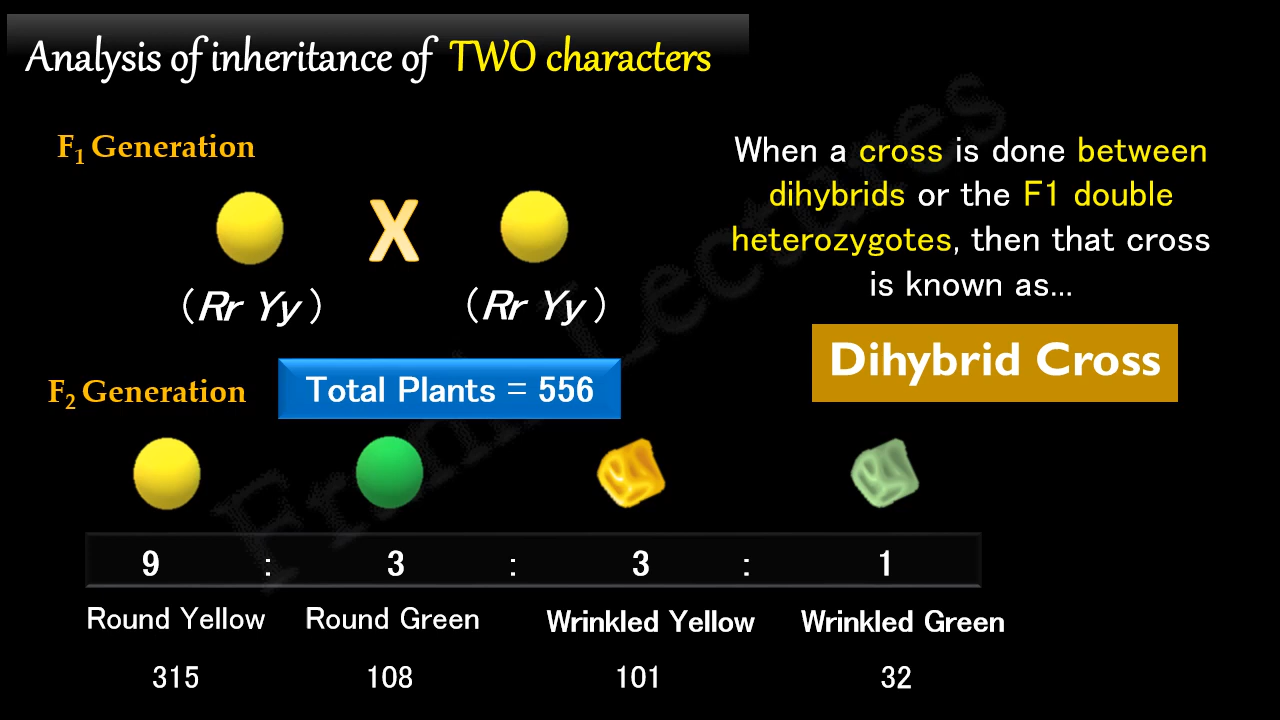 Analysis of inheritance of TWO characters
F1 Generation
X
(Rr Yy)
(Rr Yy)
When a cross is done between
dihybrids or the F1 double
heterozygotes, then that cross
is known as...
Dihybrid Cross
F2 Generation
Total Plants = 556
9 : 3 : 3 : 1
Round Yellow Round Green Wrinkled Yellow Wrinkled Green
315 108 101 32